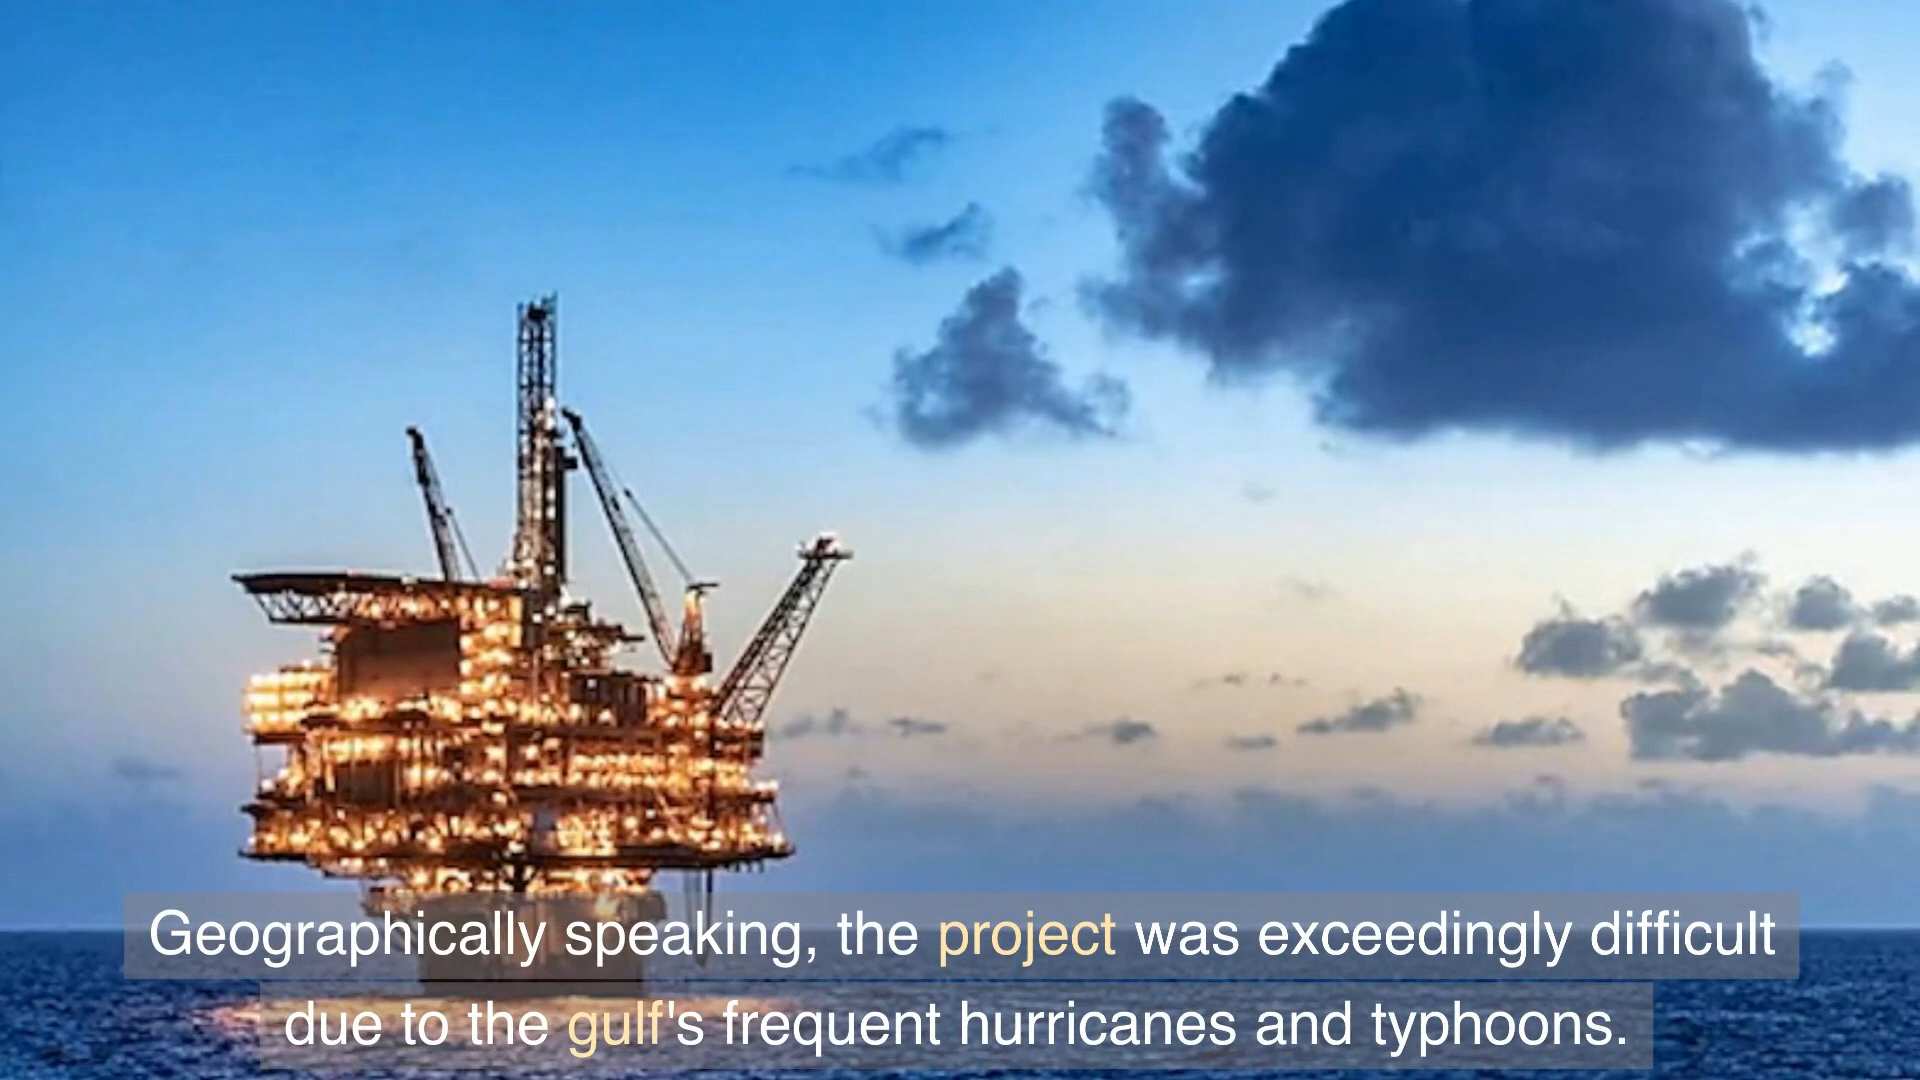 Geographically speaking, the project was exceedingly difficult
due to the gulf's frequent hurricanes and typhoons.